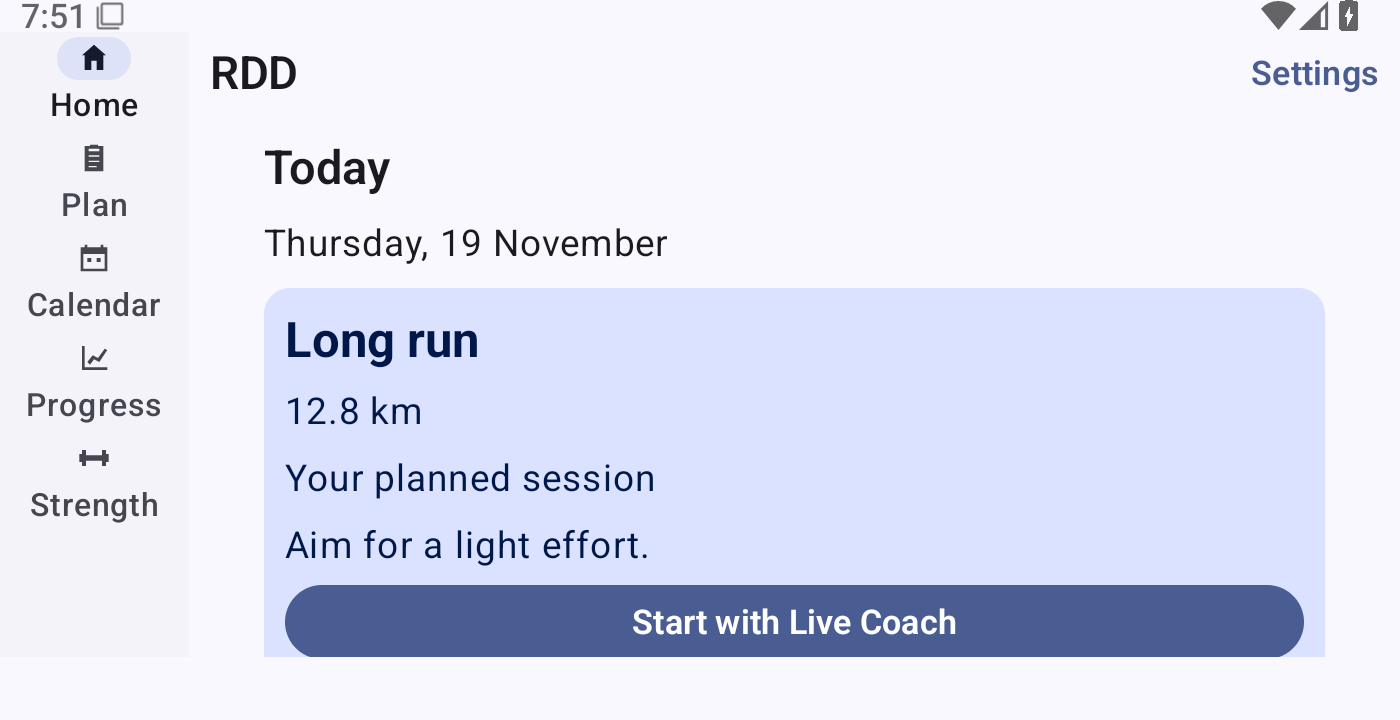 7:51
Home
Plan
Calendar
Progress
Strength
RDD
Settings
Today
Thursday, 19 November
Long run
12.8 km
Your planned session
Aim for a light effort.
Start with Live Coach